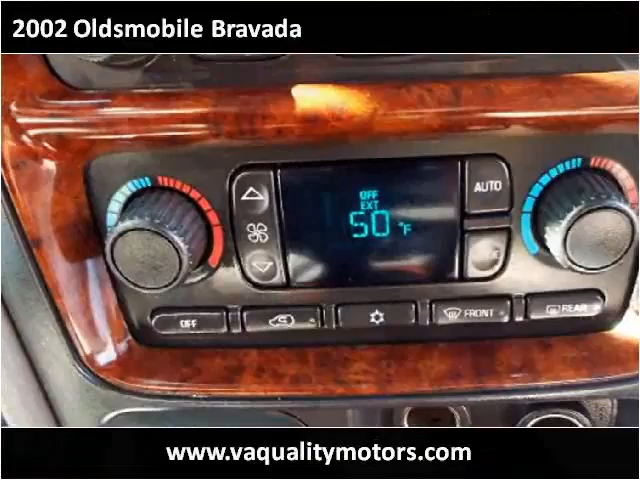 2002 Oldsmobile Bravada
OFF
EXT
50 °F
AUTO
OFF
FRONT
REAR
www.vaqualitymotors.com